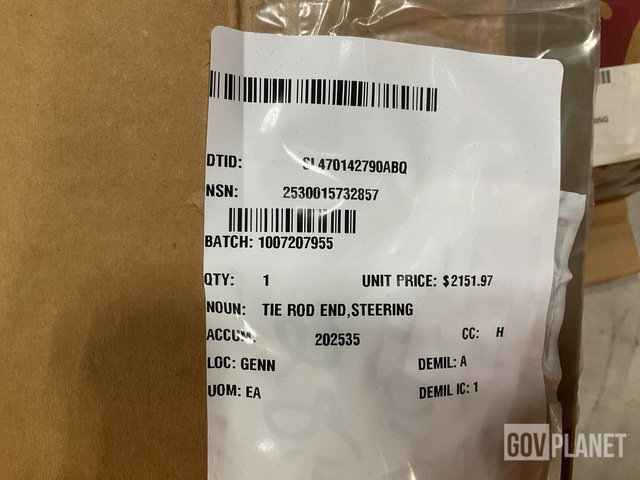 DTID: SL470142790ABQ
NSN: 2530015732857
BATCH: 1007207955
QTY: 1 UNIT PRICE: $2151.97
NOUN: TIE ROD END,STEERING
ACCUM: 202535 CC: H
LOC: GENN DEMIL: A
UOM: EA DEMIL IC: 1
GOVPLANET